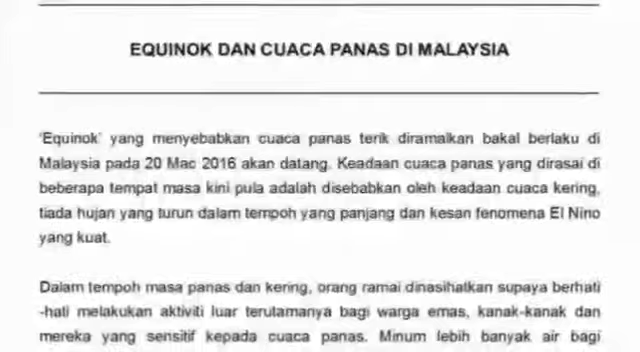 EQUINOK DAN CUACA PANAS DI MALAYSIA
'Equinok' yang menyebabkan cuaca panas terik diramalkan bakal berlaku di
Malaysia pada 20 Mac 2016 akan datang. Keadaan cuaca panas yang dirasai di
beberapa tempat masa kini pula adalah disebabkan oleh keadaan cuaca kering,
tiada hujan yang turun dalam tempoh yang panjang dan kesan fenomena El Nino
yang kuat.
Dalam tempoh masa panas dan kering, orang ramai dinasihatkan supaya berhati
-hati melakukan aktiviti luar terutamanya bagi warga emas, kanak-kanak dan
mereka yang sensitif kepada cuaca panas. Minum lebih banyak air bagi